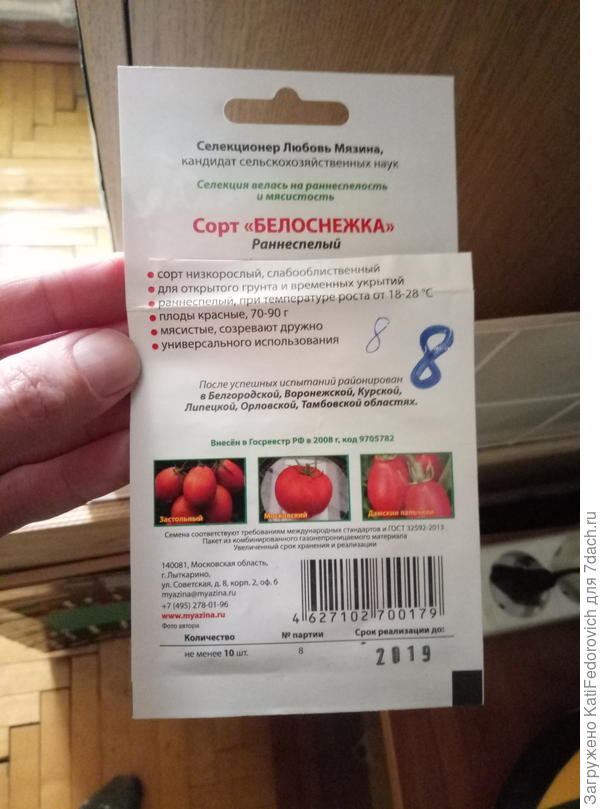 Селекционер Любовь Мязина,
кандидат сельскохозяйственных наук
Селекция велась на раннеспелость
и мясистость
Сорт «БЕЛОСНЕЖКА»
Раннеспелый
• сорт низкорослый, слабооблиственный
• для открытого грунта и временных укрытий
• раннеспелый, при температуре роста от 18-28 °С
• плоды красные, 70-90 г
• мясистые, созревают дружно
• универсального использования
8 8
После успешных испытаний районирован
в Белгородской, Воронежской, Курской,
Липецкой, Орловской, Тамбовской областях.
Внесён в Госреестр РФ в 2008 г, код 9705782
Застольный Московский Дамские пальчики
Семена соответствуют требованиям международных стандартов и ГОСТ 32592-2013
Пакет из комбинированного газонепроницаемого материала
Увеличенный срок хранения и реализации
140081, Московская область,
г. Лыткарино,
ул. Советская, д. 8, корп. 2, оф. 6
myazina@myazina.ru
+7 (495) 278-01-96
www.myazina.ru
Фото автора
4 627102 700179
Количество № партии Срок реализации до:
не менее 10 шт. 8 2019
Загружено KatiFedorovich для 7dach.ru